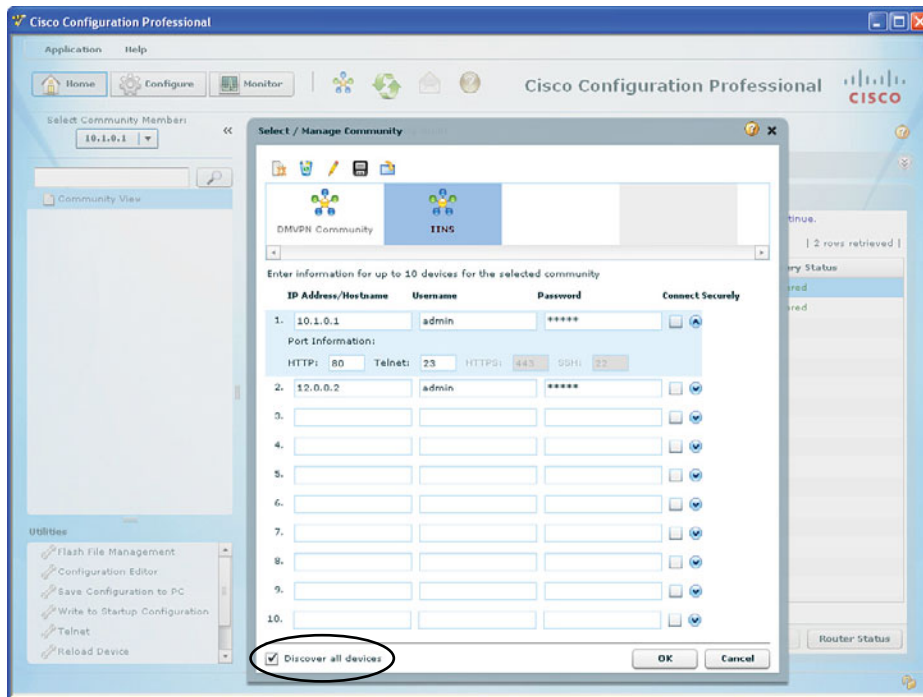 Cisco Configuration Professional
Application Help
Home Configure Monitor
Cisco Configuration Professional
CISCO
Select Community Member:
10.1.0.1
Community View
Select / Manage Community
DMVPN Community IINS
tinue.
| 2 rows retrieved |
ery Status
ered
ered
Enter information for up to 10 devices for the selected community
IP Address/Hostname Username Password Connect Securely
1. 10.1.0.1 admin *****
Port Information:
HTTP: 80 Telnet: 23 HTTPS: 443 SSH: 22
2. 12.0.0.2 admin *****
3.
4.
5.
6.
7.
8.
9.
10.
Discover all devices
OK Cancel
Router Status
Utilities
Flash File Management
Configuration Editor
Save Configuration to PC
Write to Startup Configuration
Telnet
Reload Device